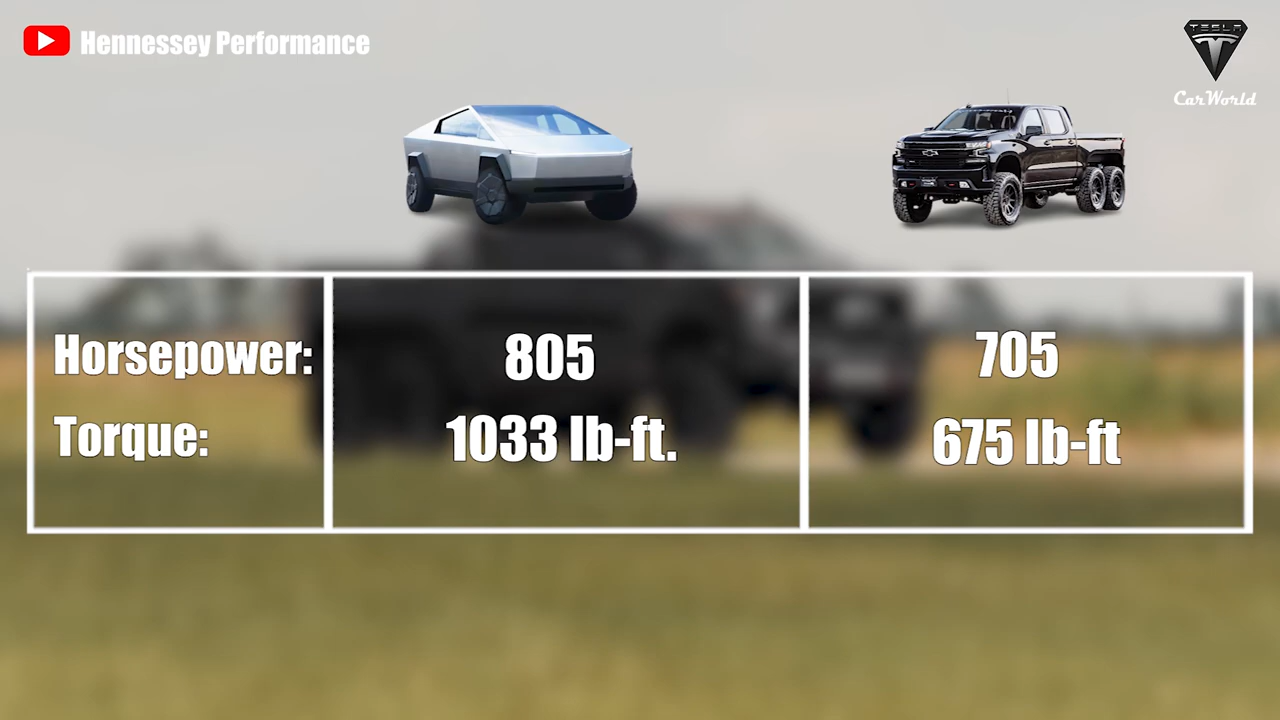 Hennessey Performance
TESLA
CarWorld
Horsepower: 805 705
Torque: 1033 lb-ft. 675 lb-ft